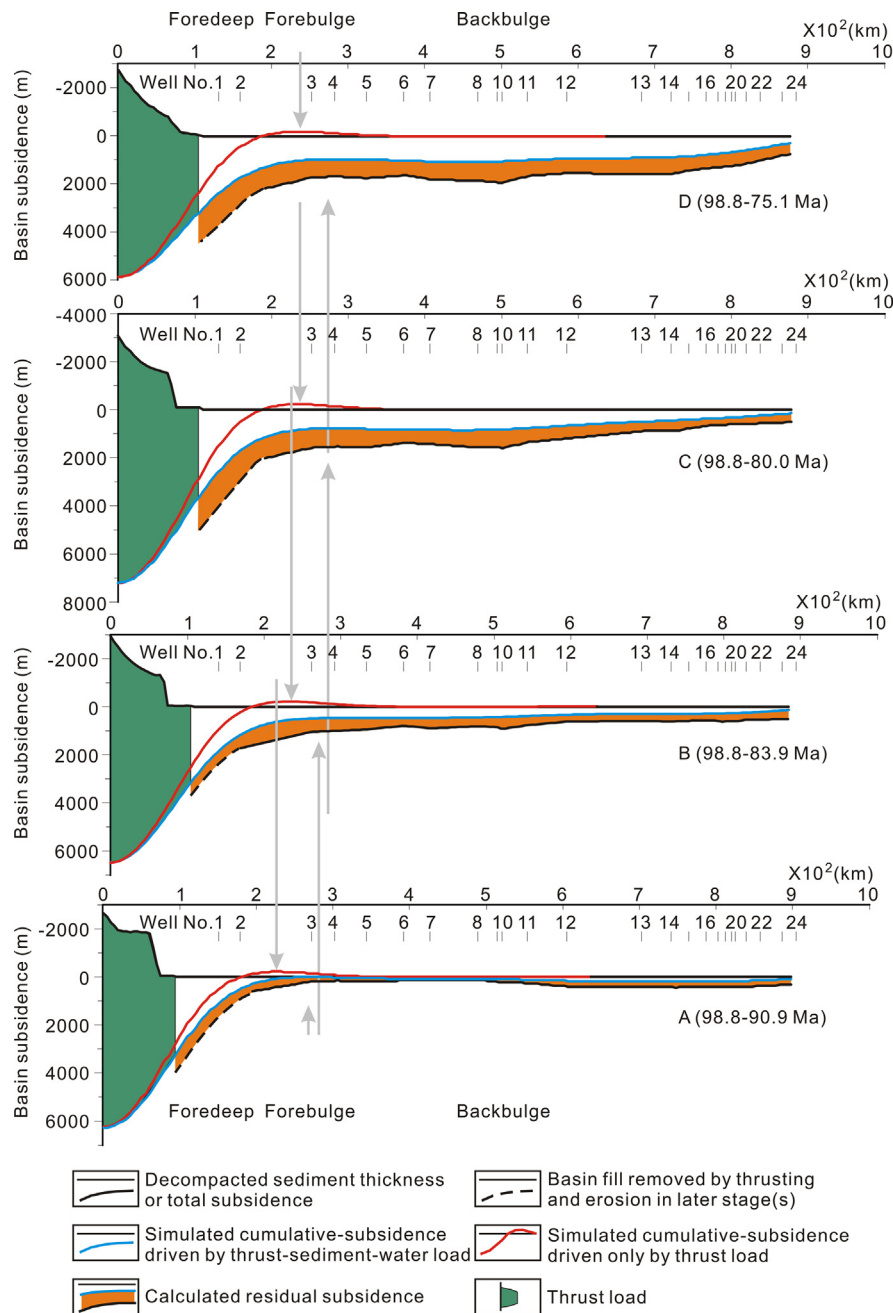 Foredeep Forebulge Backbulge
X10²(km)
0 1 2 3 4 5 6 7 8 9 10
Well No. 1 2 3 4 5 6 7 8 10 11 12 13 14 16 20 22 24
Basin subsidence (m)
-2000
0
2000
4000
6000
D (98.8-75.1 Ma)
X10²(km)
0 1 2 3 4 5 6 7 8 9 10
-4000
Well No. 1 2 3 4 5 6 7 8 10 11 12 13 14 16 20 22 24
Basin subsidence (m)
-2000
0
2000
4000
6000
8000
C (98.8-80.0 Ma)
X10²(km)
0 1 2 3 4 5 6 7 8 9 10
Well No. 1 2 3 4 5 6 7 8 10 11 12 13 14 16 20 22 24
Basin subsidence (m)
-2000
0
2000
4000
6000
B (98.8-83.9 Ma)
X10²(km)
0 1 2 3 4 5 6 7 8 9 10
Well No. 1 2 3 4 5 6 7 8 10 11 12 13 14 16 20 22 24
Basin subsidence (m)
-2000
0
2000
4000
6000
A (98.8-90.9 Ma)
Foredeep Forebulge Backbulge
Decompacted sediment thickness
or total subsidence
Basin fill removed by thrusting
and erosion in later stage(s)
Simulated cumulative-subsidence
driven by thrust-sediment-water load
Simulated cumulative-subsidence
driven only by thrust load
Calculated residual subsidence
Thrust load